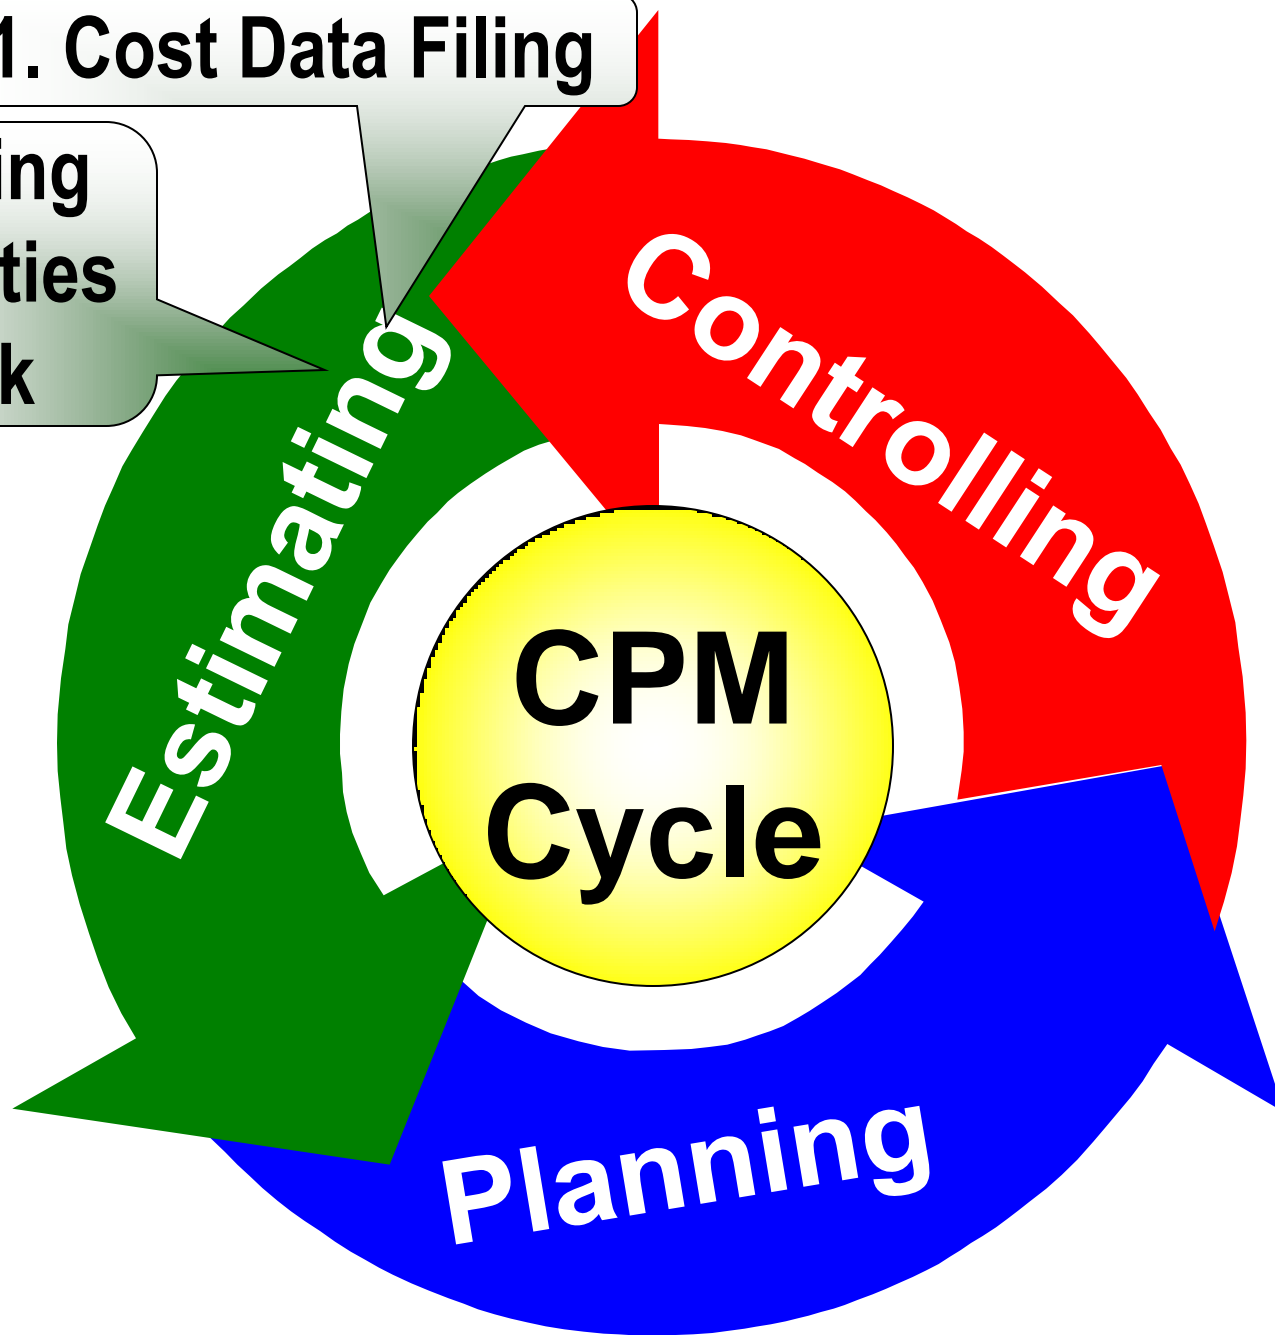 1. Cost Data Filing
ing
ties
k
Controlling
Estimating
CPM
Cycle
Planning